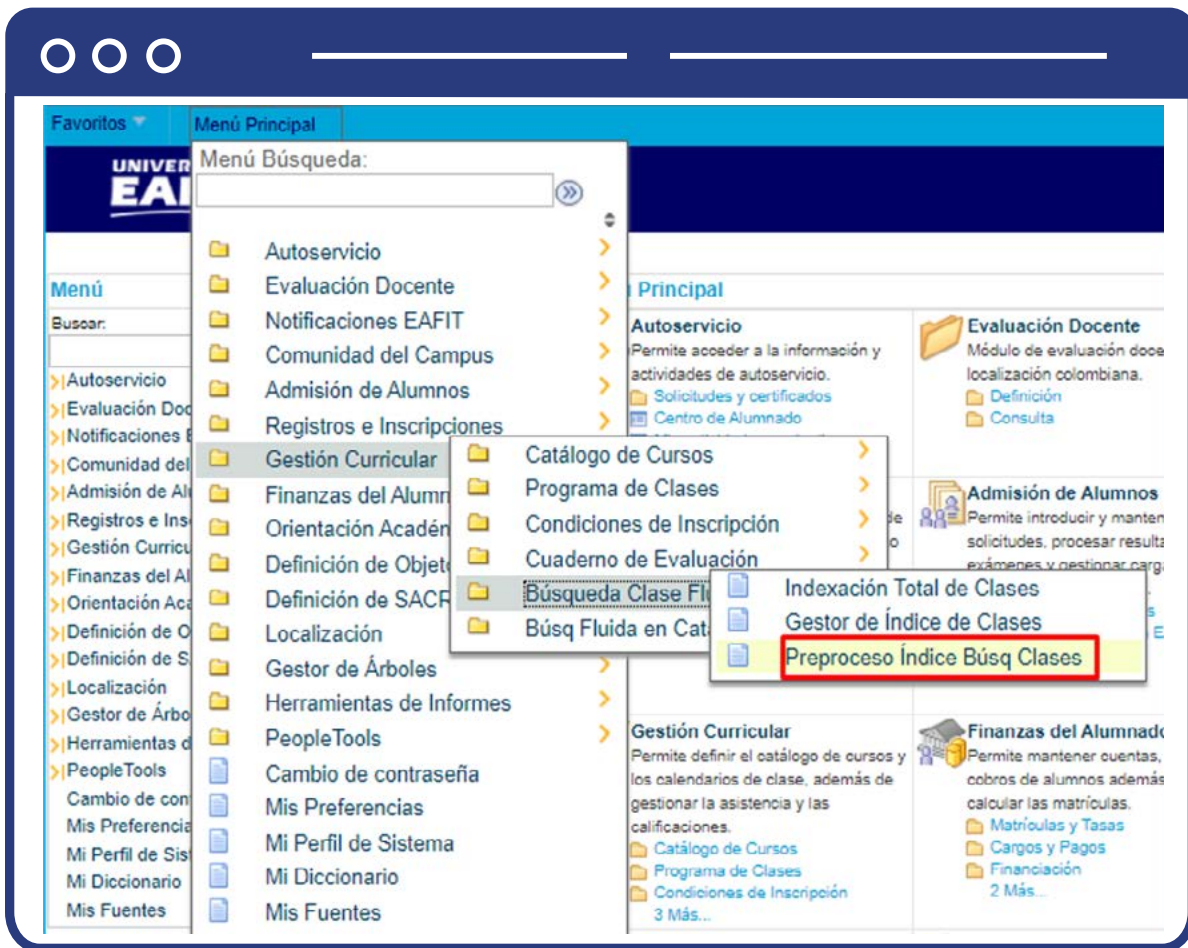 Favoritos
Menú Principal
Menú Búsqueda:
Autoservicio
Evaluación Docente
Notificaciones EAFIT
Comunidad del Campus
Admisión de Alumnos
Registros e Inscripciones
Gestión Curricular
Finanzas del Alumn
Orientación Académ
Definición de Objet
Definición de SACR
Localización
Gestor de Árboles
Herramientas de Informes
PeopleTools
Cambio de contraseña
Mis Preferencias
Mi Perfil de Sistema
Mi Diccionario
Mis Fuentes
Catálogo de Cursos
Programa de Clases
Condiciones de Inscripción
Cuaderno de Evaluación
Búsqueda Clase Flu
Búsq Fluida en Cat
Indexación Total de Clases
Gestor de Índice de Clases
Preproceso Índice Búsq Clases
UNIVER
EAF
Menú
Buscar:
Autoservicio
Evaluación Doc
Notificaciones E
Comunidad del
Admisión de Alu
Registros e Ins
Gestión Curricu
Finanzas del Al
Orientación Aca
Definición de O
Definición de S
Localización
Gestor de Árbo
Herramientas d
PeopleTools
Cambio de con
Mis Preferencia
Mi Perfil de Sist
Mi Diccionario
Mis Fuentes
Principal
Autoservicio
Permite acceder a la información y
actividades de autoservicio.
Solicitudes y certificados
Centro de Alumnado
Evaluación Docente
Módulo de evaluación doce
localización colombiana.
Definición
Consulta
Admisión de Alumnos
Permite introducir y manten
solicitudes, procesar resulta
exámenes y gestionar carga
Gestión Curricular
Permite definir el catálogo de cursos y
los calendarios de clase, además de
gestionar la asistencia y las
calificaciones.
Catálogo de Cursos
Programa de Clases
Condiciones de Inscripción
3 Más...
Finanzas del Alumnado
Permite mantener cuentas,
cobros de alumnos además
calcular las matrículas.
Matrículas y Tasas
Cargos y Pagos
Financiación
2 Más...